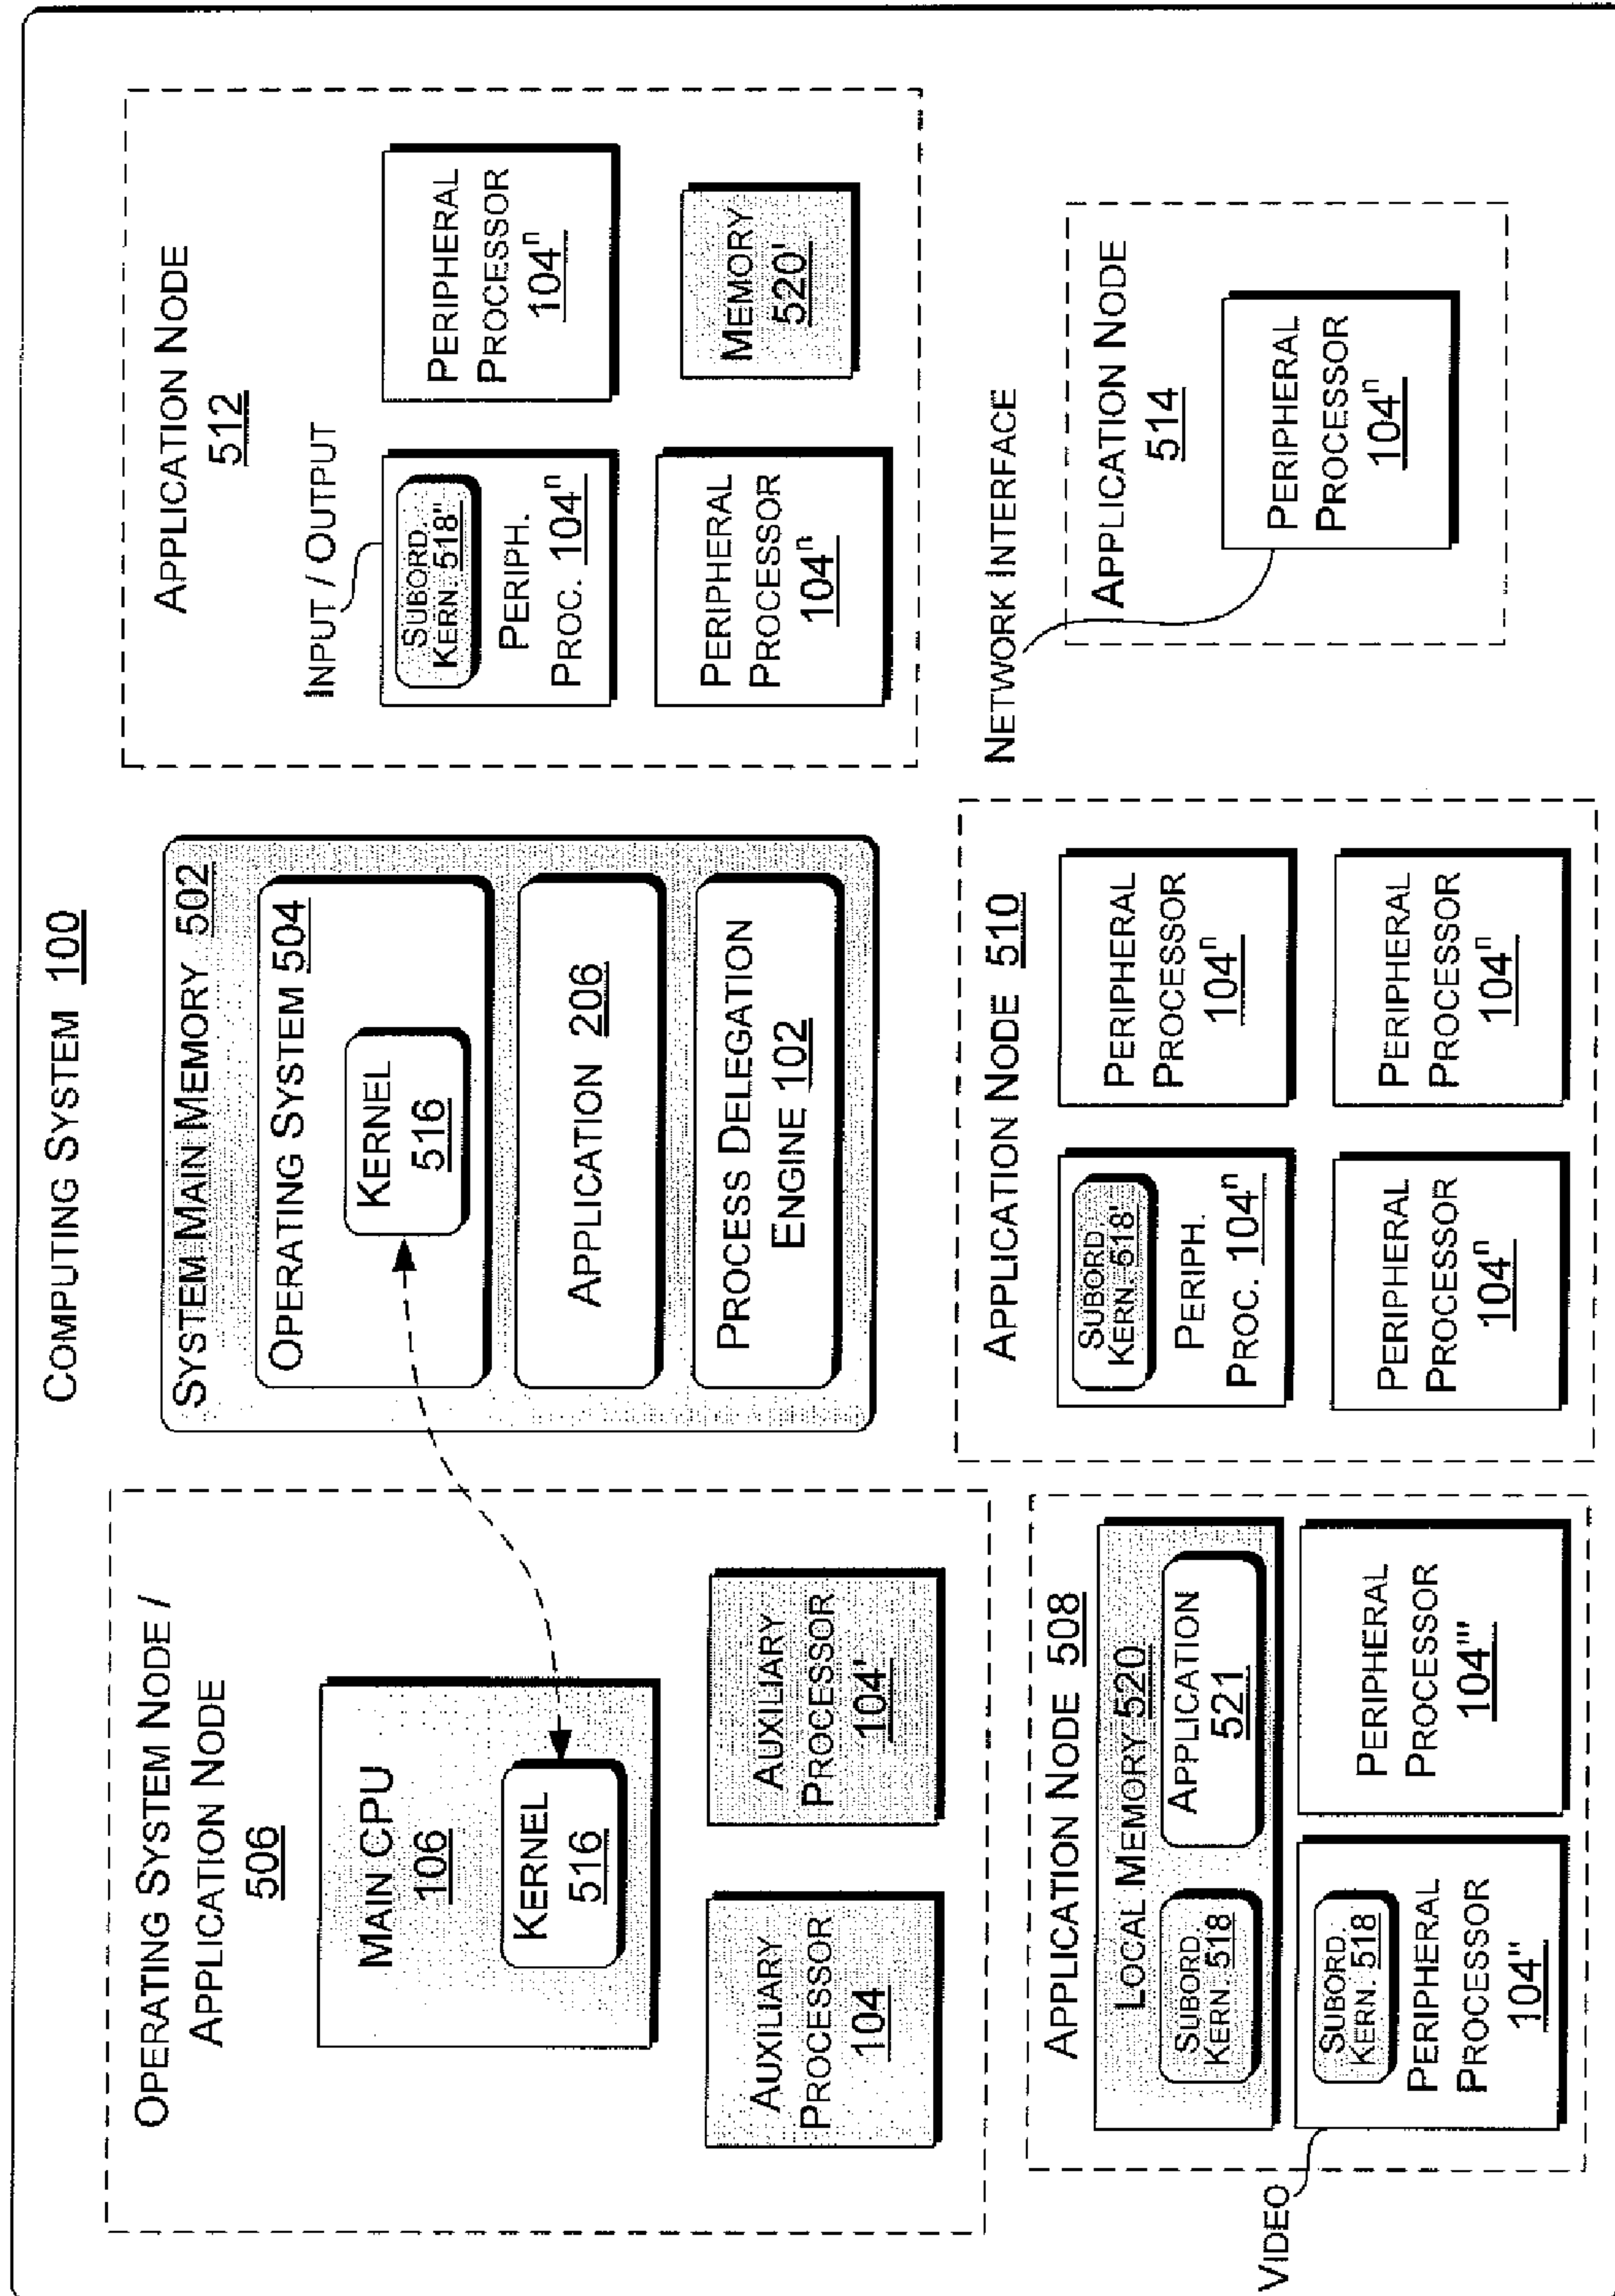 COMPUTING SYSTEM 100
OPERATING SYSTEM NODE /
APPLICATION NODE
506
MAIN CPU
106
KERNEL
516
AUXILIARY
PROCESSOR
104
AUXILIARY
PROCESSOR
104'
SYSTEM MAIN MEMORY 502
OPERATING SYSTEM 504
KERNEL
516
APPLICATION 206
PROCESS DELEGATION
ENGINE 102
APPLICATION NODE
512
INPUT / OUTPUT
SUBORD.
KERN. 518"
PERIPH.
PROC. 104ⁿ
PERIPHERAL
PROCESSOR
104ⁿ
PERIPHERAL
PROCESSOR
104ⁿ
MEMORY
520'
APPLICATION NODE 508
LOCAL MEMORY 520
SUBORD.
KERN. 518
APPLICATION
521
SUBORD.
KERN. 518
PERIPHERAL
PROCESSOR
104"
PERIPHERAL
PROCESSOR
104'''
VIDEO
APPLICATION NODE 510
SUBORD.
KERN. 518'
PERIPH.
PROC. 104ⁿ
PERIPHERAL
PROCESSOR
104ⁿ
PERIPHERAL
PROCESSOR
104ⁿ
PERIPHERAL
PROCESSOR
104ⁿ
NETWORK INTERFACE
APPLICATION NODE
514
PERIPHERAL
PROCESSOR
104ⁿ